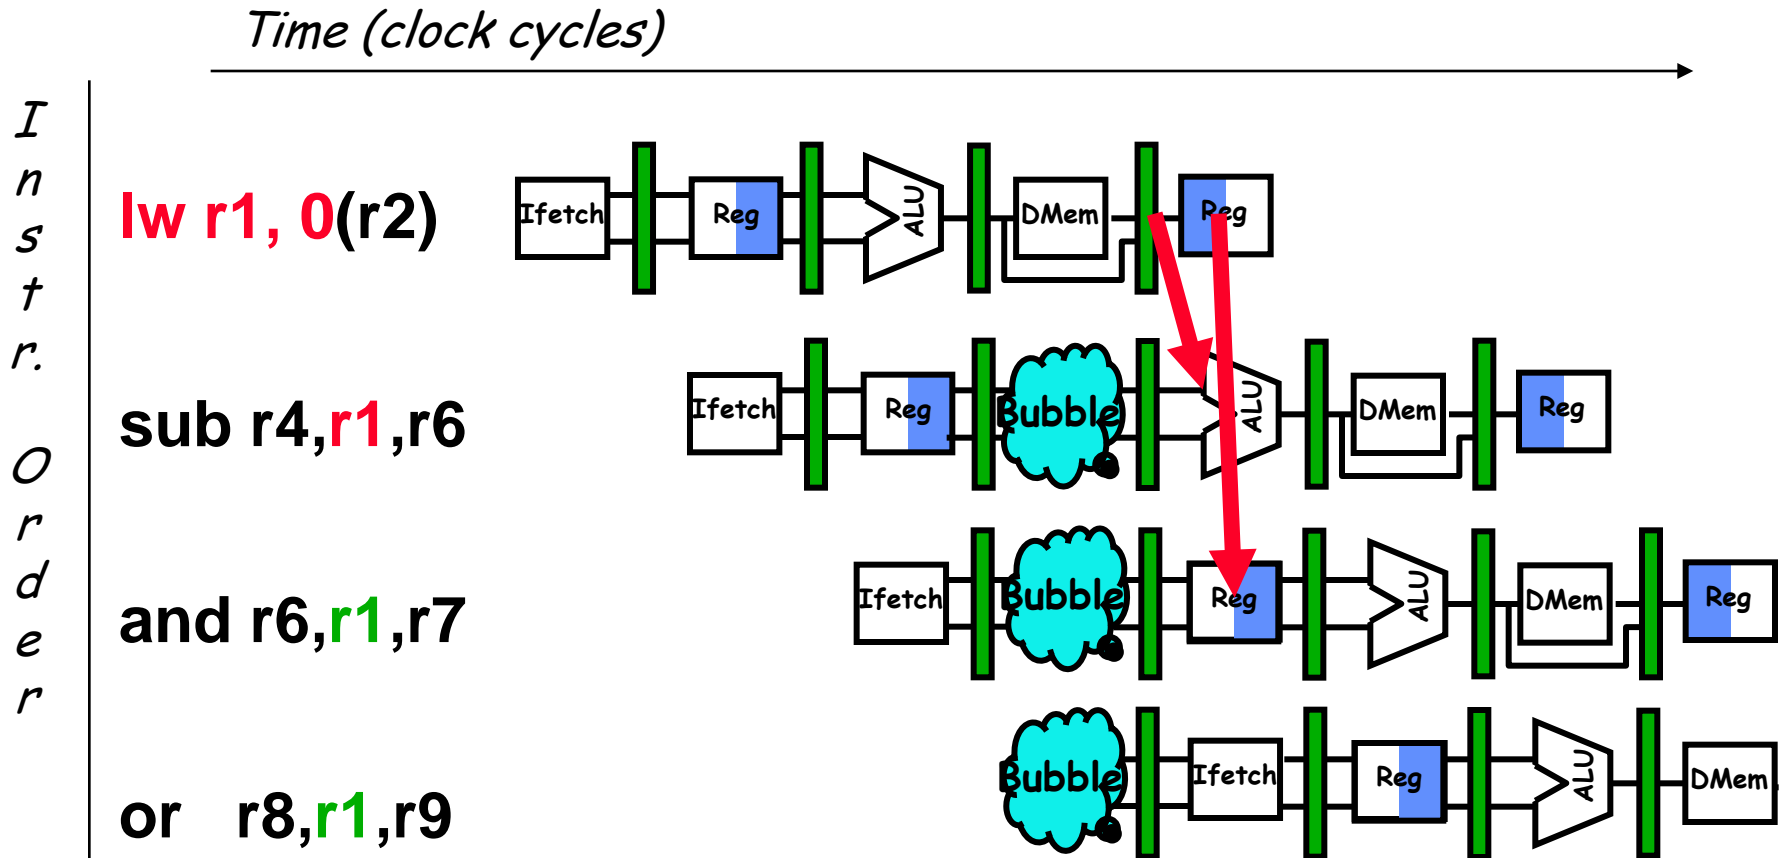 Time (clock cycles)
Instr. Order
lw r1, 0(r2)
Ifetch Reg ALU DMem Reg
sub r4,r1,r6
Ifetch Reg Bubble ALU DMem Reg
and r6,r1,r7
Ifetch Bubble Reg ALU DMem Reg
or r8,r1,r9
Bubble Ifetch Reg ALU DMem